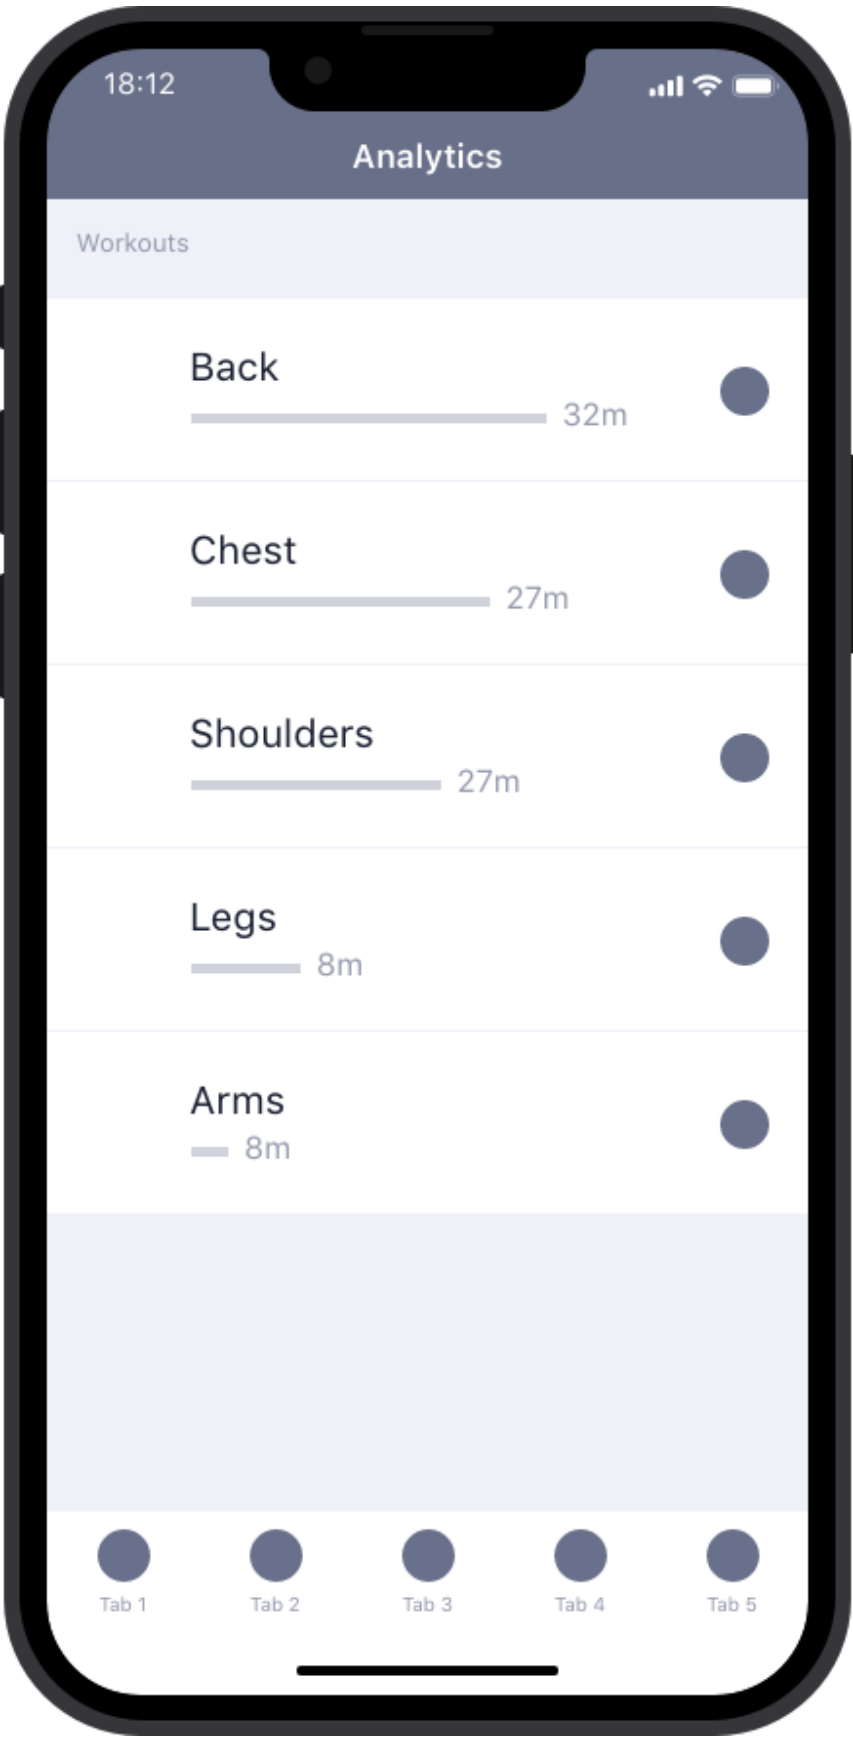 18:12
Analytics
Workouts
Back
32m
Chest
27m
Shoulders
27m
Legs
8m
Arms
8m
Tab 1 Tab 2 Tab 3 Tab 4 Tab 5